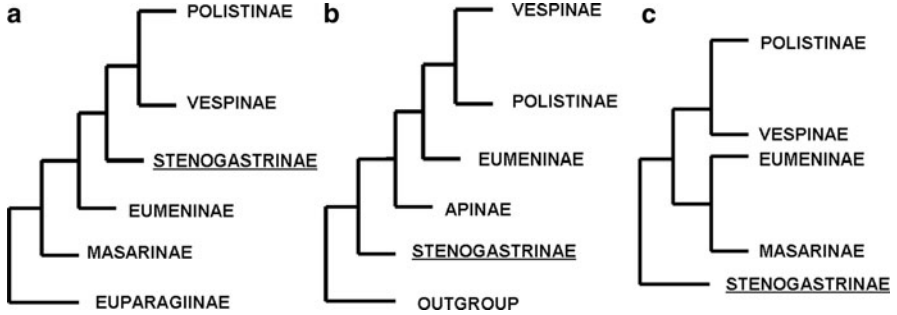 a
POLISTINAE
VESPINAE
STENOGASTRINAE
EUMENINAE
MASARINAE
EUPARAGIINAE
b
VESPINAE
POLISTINAE
EUMENINAE
APINAE
STENOGASTRINAE
OUTGROUP
c
POLISTINAE
VESPINAE
EUMENINAE
MASARINAE
STENOGASTRINAE